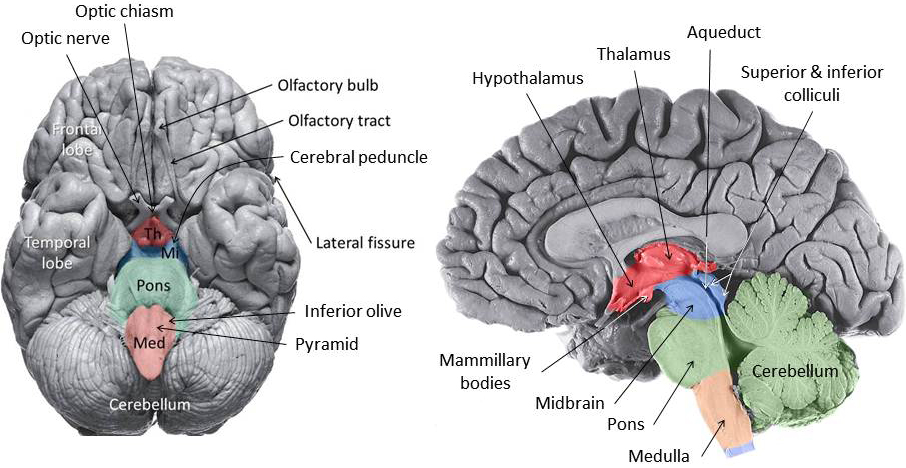 Optic chiasm
Optic nerve
Olfactory bulb
Olfactory tract
Cerebral peduncle
Frontal
lobe
Lateral fissure
Temporal
lobe
Th
Mi
Pons
Inferior olive
Pyramid
Med
Cerebellum
Aqueduct
Thalamus
Superior & inferior
colliculi
Hypothalamus
Mammillary
bodies
Midbrain
Pons
Medulla
Cerebellum